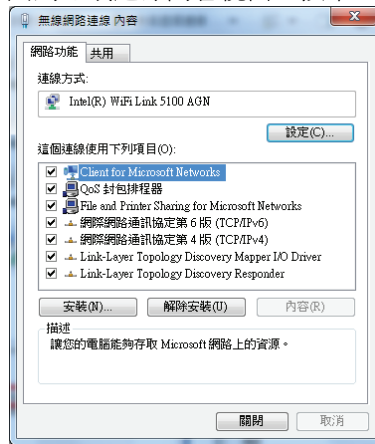 無線網路連線 內容
網路功能 共用
連線方式:
Intel(R) WiFi Link 5100 AGN
設定(C)...
這個連線使用下列項目(O):
Client for Microsoft Networks
QoS 封包排程器
File and Printer Sharing for Microsoft Networks
網際網路通訊協定第 6 版 (TCP/IPv6)
網際網路通訊協定第 4 版 (TCP/IPv4)
Link-Layer Topology Discovery Mapper I/O Driver
Link-Layer Topology Discovery Responder
安裝(N)... 解除安裝(U) 內容(R)
描述
讓您的電腦能夠存取 Microsoft 網路上的資源。
關閉 取消